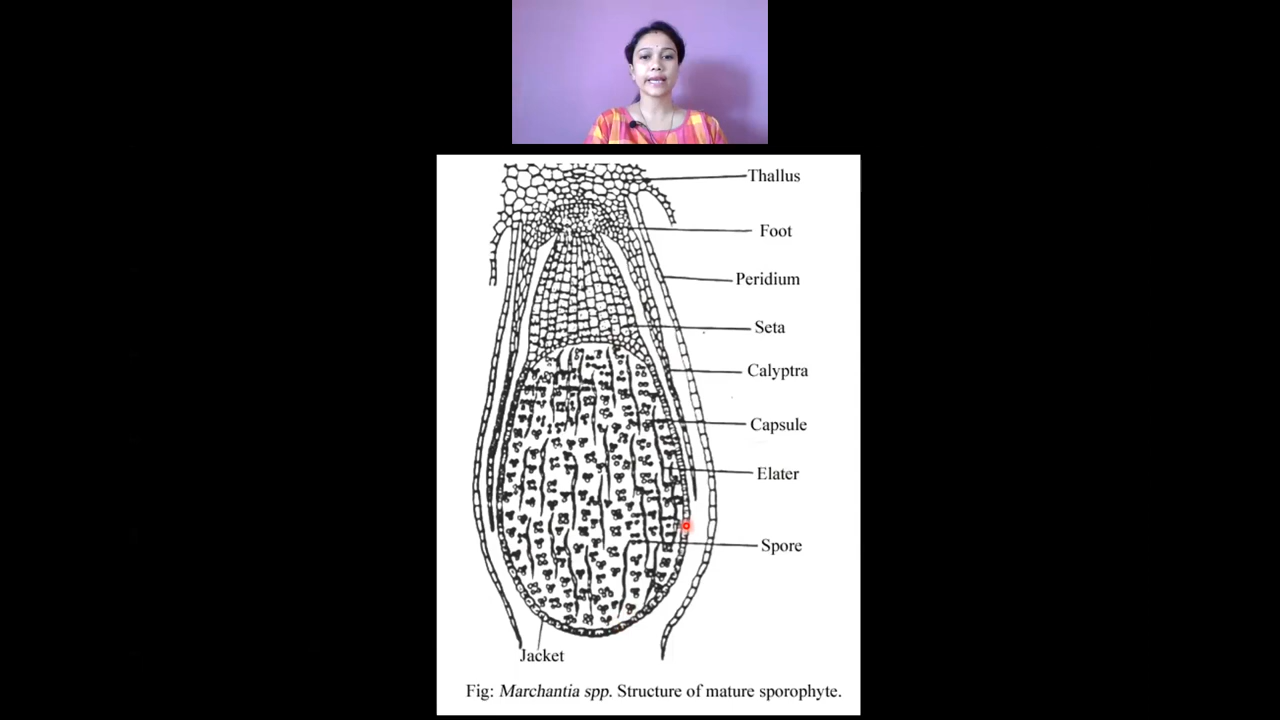 Thallus
Foot
Peridium
Seta
Calyptra
Capsule
Elater
Spore
Jacket
Fig: Marchantia spp. Structure of mature sporophyte.